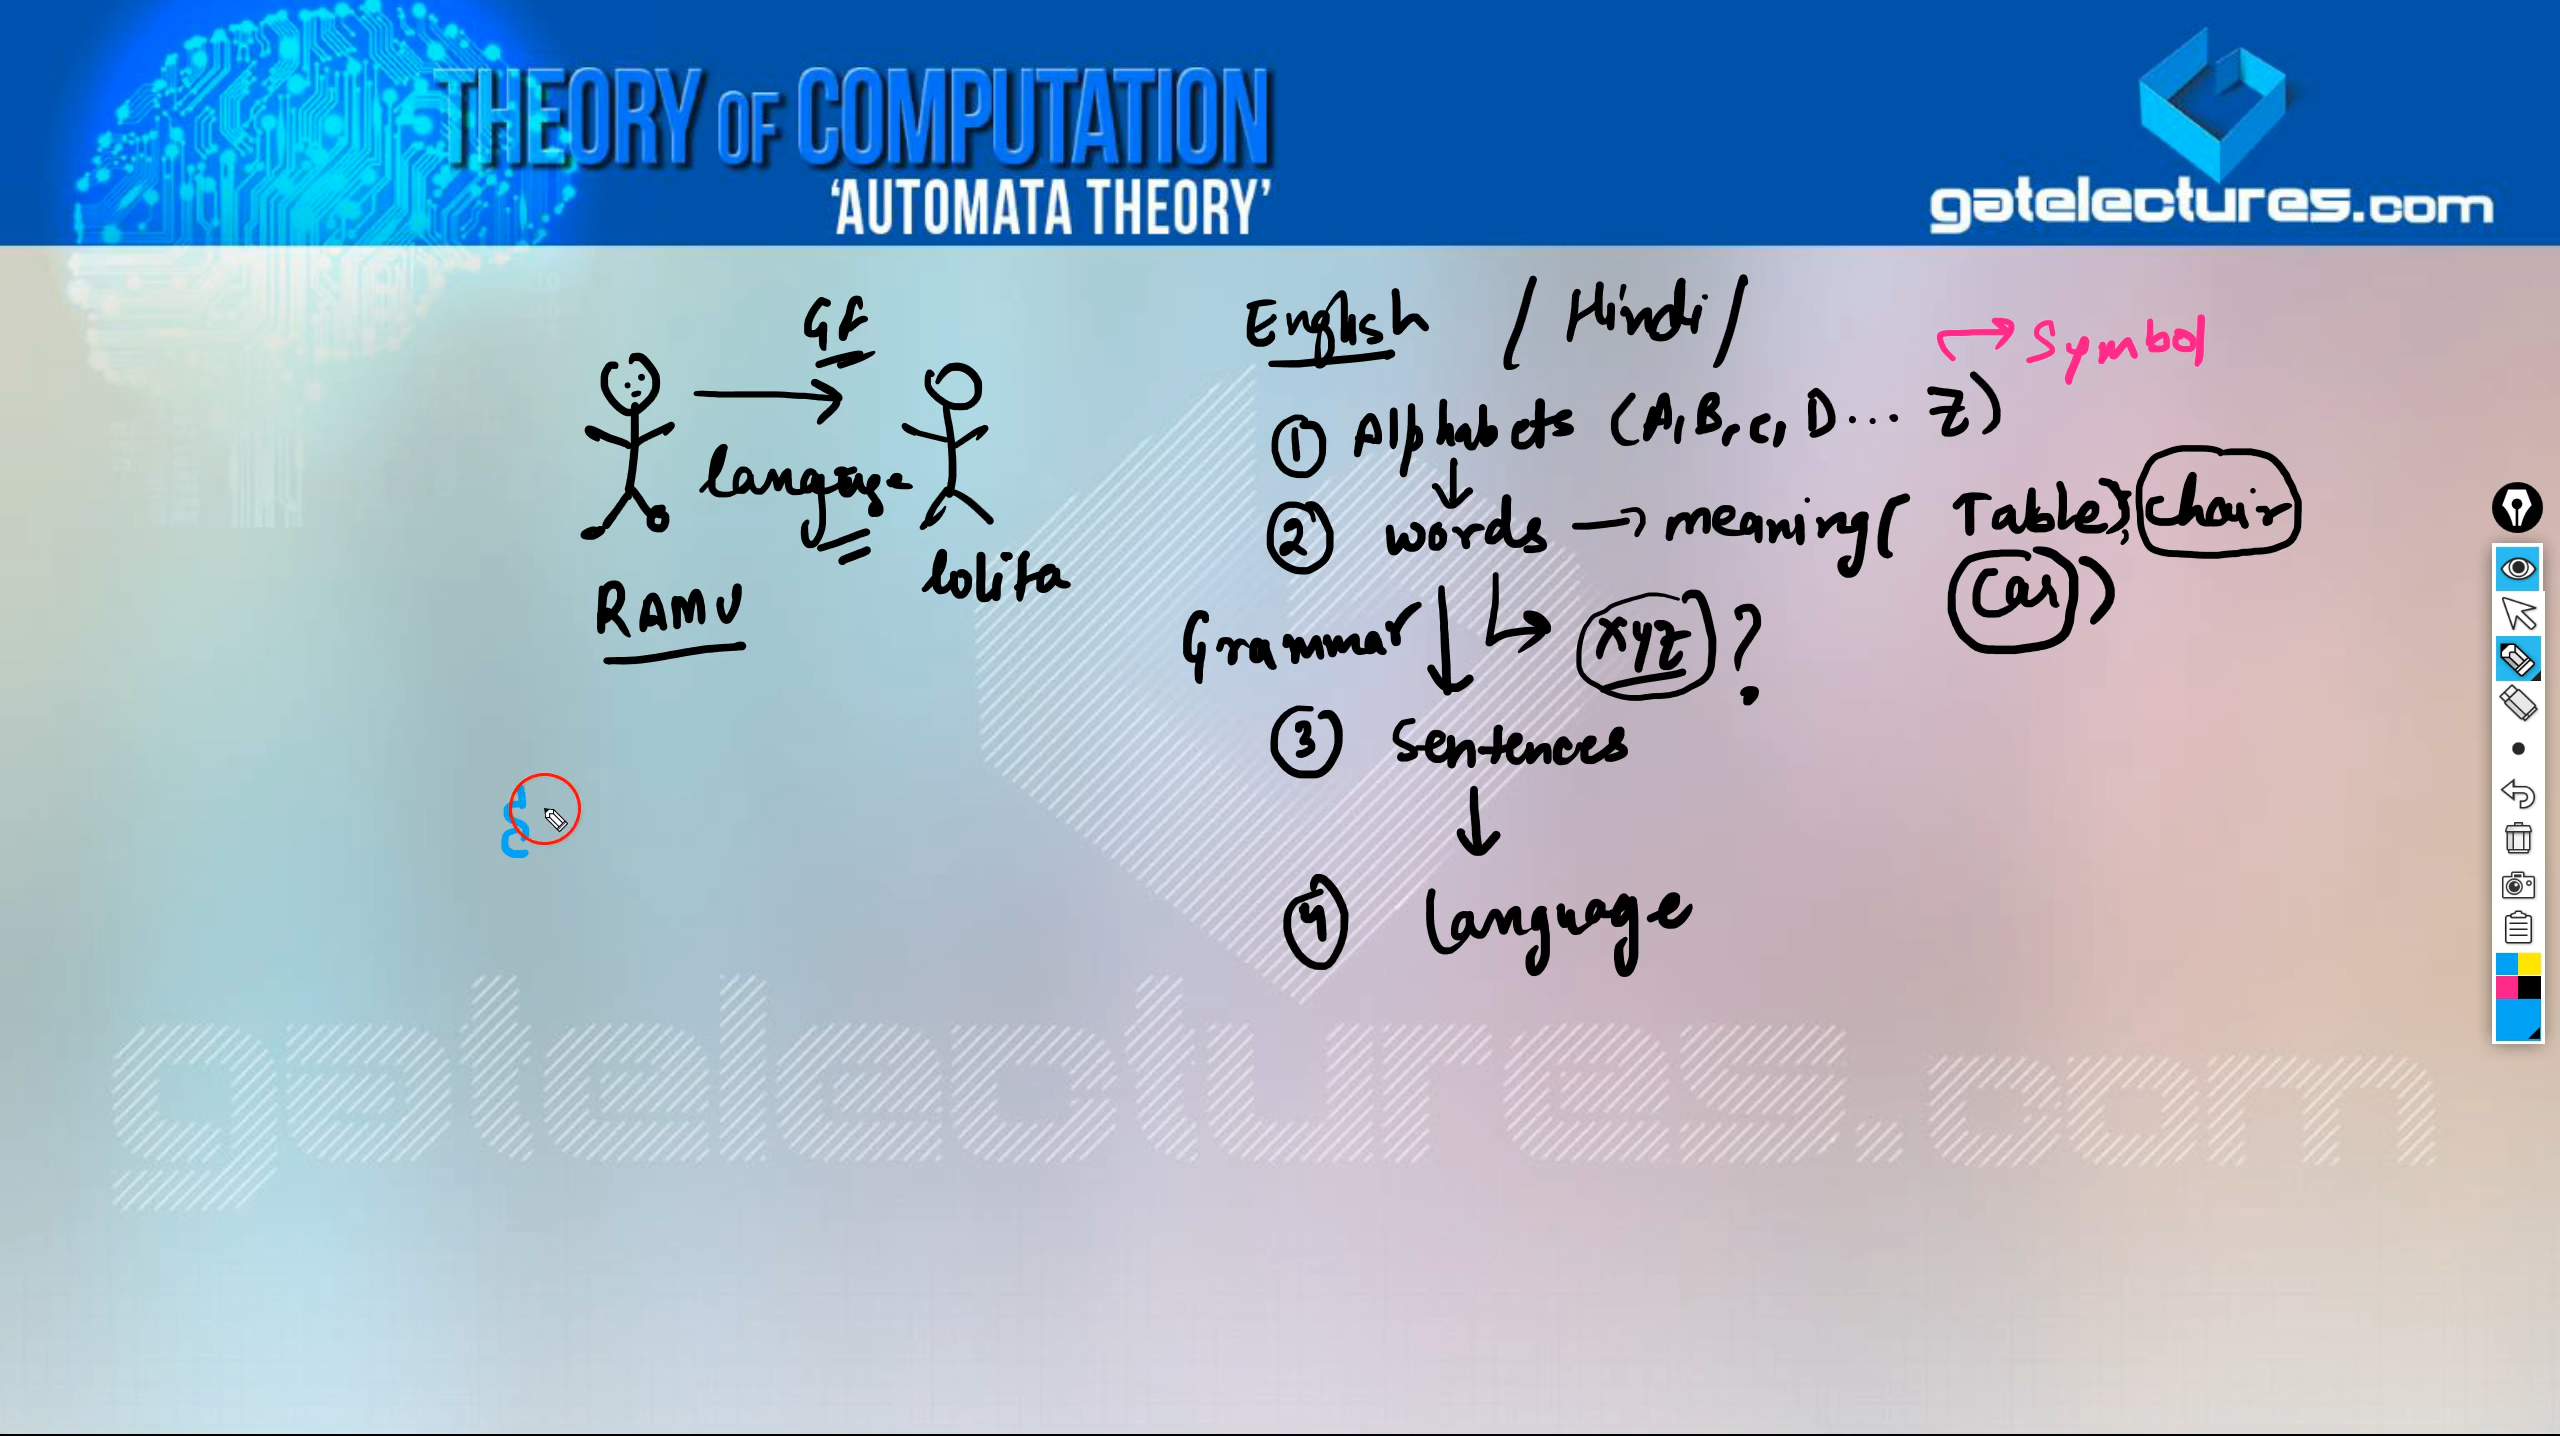 THEORY OF COMPUTATION
'AUTOMATA THEORY'
gatelectures.com
GF
language
RAMU
lolita
English / Hindi /
Symbol
① Alphabets (A, B, C, D ... Z)
② words → meaning ( Table, chair
Car )
Grammar
xyz ?
③ Sentences
④ Language
gatelectures.com